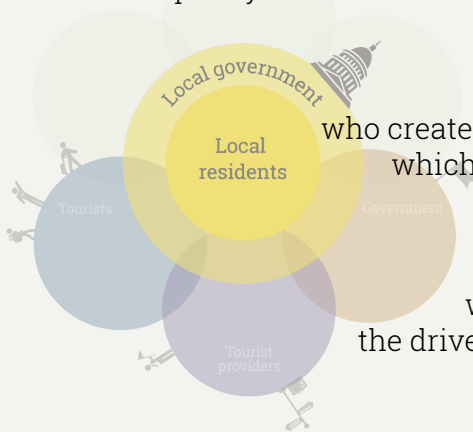 Local government
who create
Local
residents
which
Tourists
Government
the drive
Tourist
providers